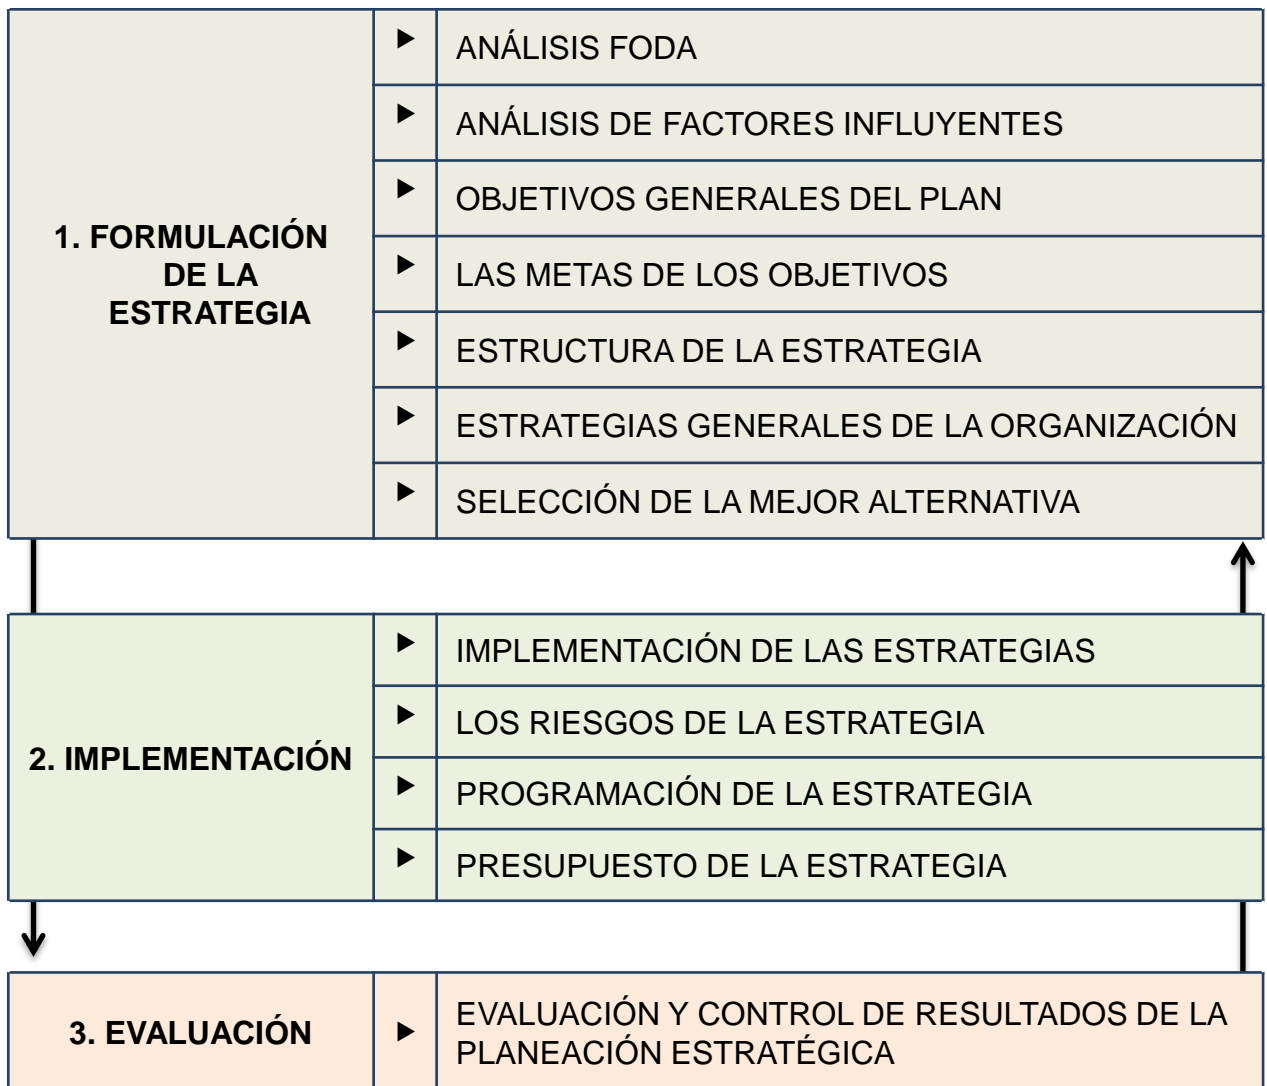 1. FORMULACIÓN
DE LA
ESTRATEGIA
ANÁLISIS FODA
ANÁLISIS DE FACTORES INFLUYENTES
OBJETIVOS GENERALES DEL PLAN
LAS METAS DE LOS OBJETIVOS
ESTRUCTURA DE LA ESTRATEGIA
ESTRATEGIAS GENERALES DE LA ORGANIZACIÓN
SELECCIÓN DE LA MEJOR ALTERNATIVA
2. IMPLEMENTACIÓN
IMPLEMENTACIÓN DE LAS ESTRATEGIAS
LOS RIESGOS DE LA ESTRATEGIA
PROGRAMACIÓN DE LA ESTRATEGIA
PRESUPUESTO DE LA ESTRATEGIA
3. EVALUACIÓN
EVALUACIÓN Y CONTROL DE RESULTADOS DE LA
PLANEACIÓN ESTRATÉGICA